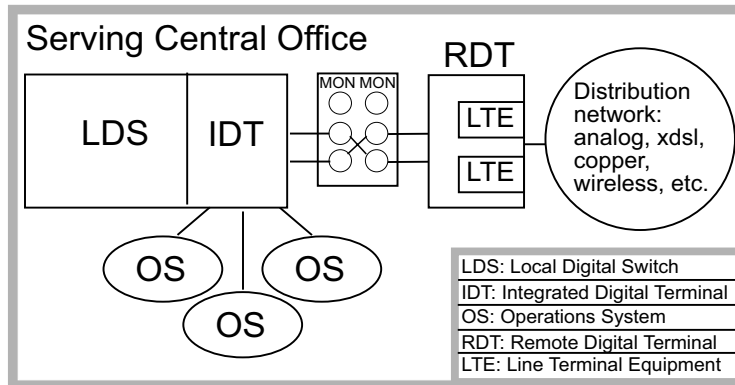 Serving Central Office
RDT
MON MON
LDS
IDT
LTE
LTE
Distribution
network:
analog, xdsl,
copper,
wireless, etc.
OS
OS
OS
LDS: Local Digital Switch
IDT: Integrated Digital Terminal
OS: Operations System
RDT: Remote Digital Terminal
LTE: Line Terminal Equipment